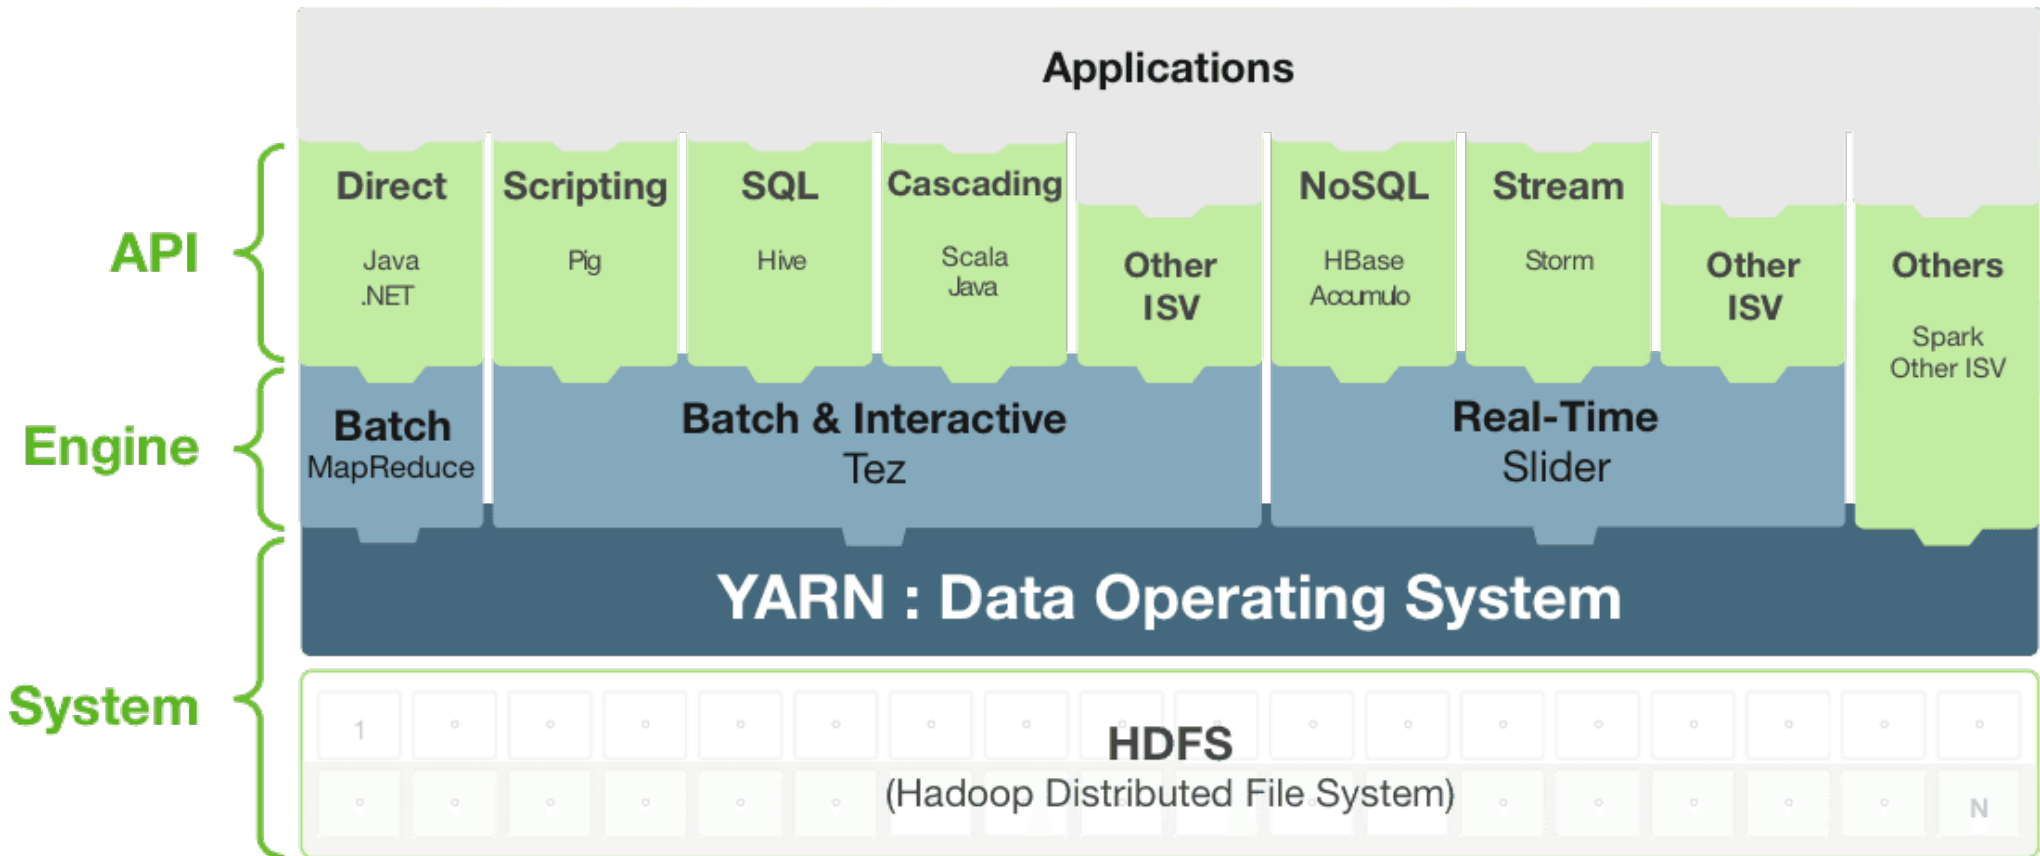 Applications
API
Direct
Java
.NET
Scripting
Pig
SQL
Hive
Cascading
Scala
Java
Other
ISV
NoSQL
HBase
Accumulo
Stream
Storm
Other
ISV
Others
Spark
Other ISV
Engine
Batch
MapReduce
Batch & Interactive
Tez
Real-Time
Slider
System
YARN : Data Operating System
1
HDFS
(Hadoop Distributed File System)
N